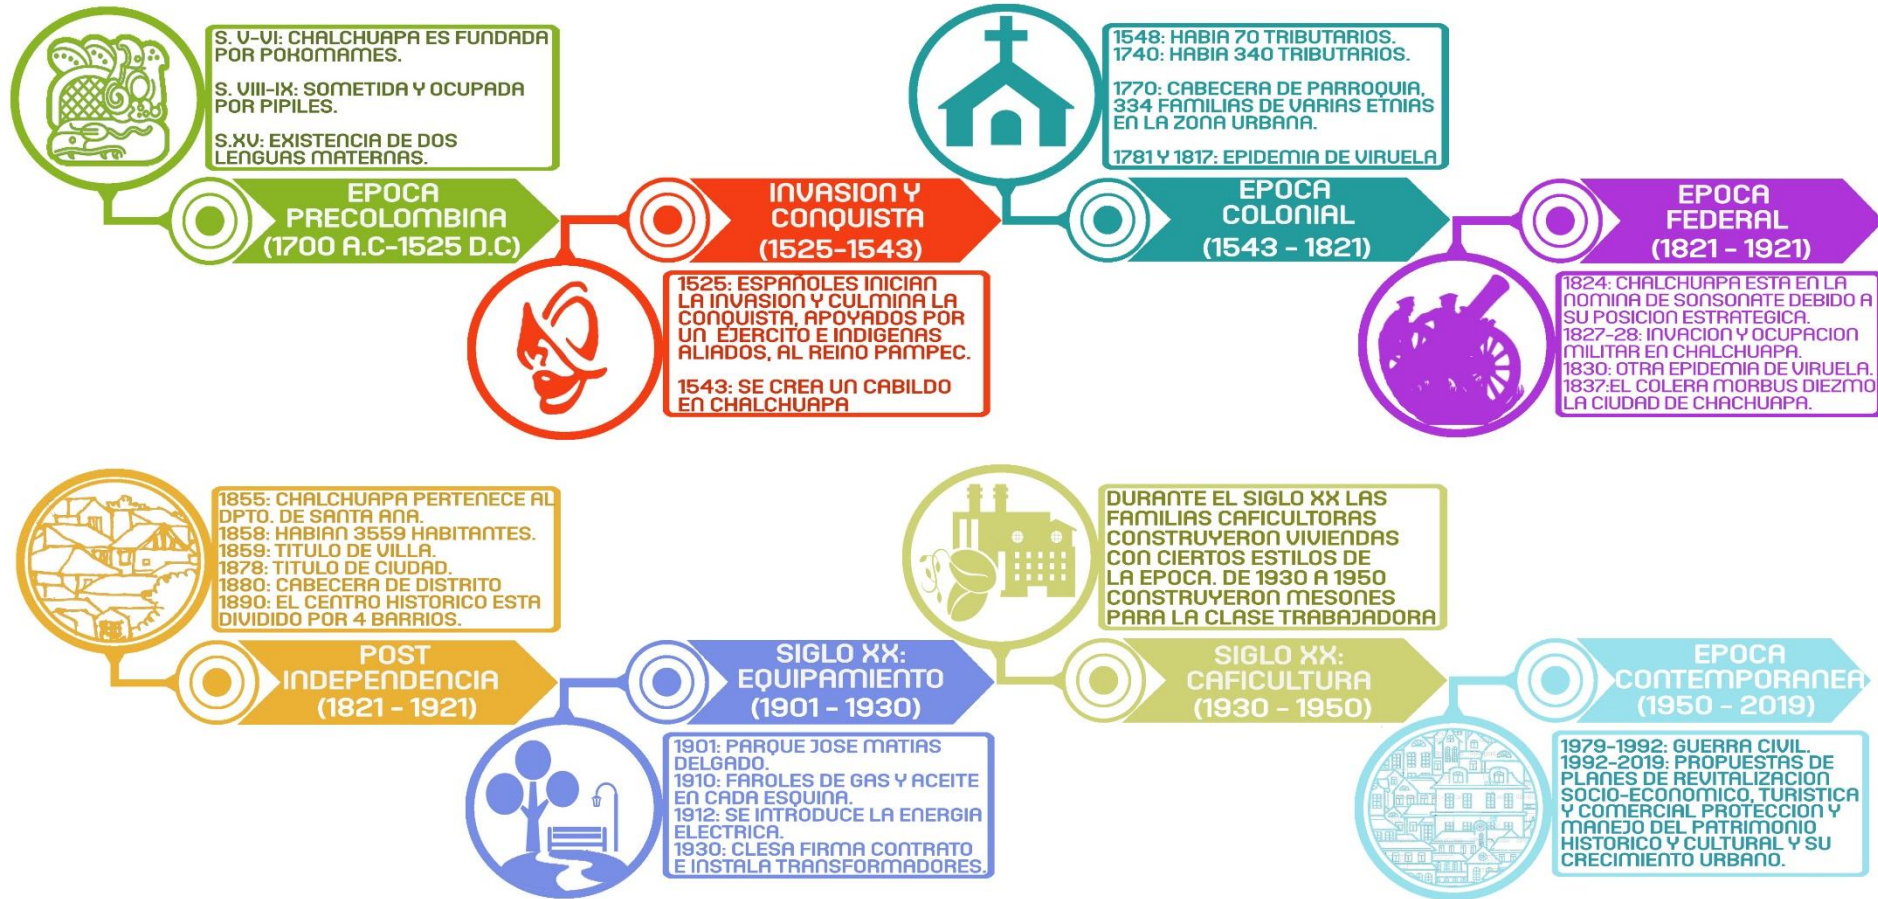 S. V-VI: CHALCHUAPA ES FUNDADA
POR POKOMAMES.
S. VIII-IX: SOMETIDA Y OCUPADA
POR PIPILES.
S.XV: EXISTENCIA DE DOS
LENGUAS MATERNAS.
EPOCA
PRECOLOMBINA
(1700 A.C-1525 D.C)
INVASION Y
CONQUISTA
(1525-1543)
1525: ESPAÑOLES INICIAN
LA INVASION Y CULMINA LA
CONQUISTA, APOYADOS POR
UN EJERCITO E INDIGENAS
ALIADOS, AL REINO PAMPEC.
1543: SE CREA UN CABILDO
EN CHALCHUAPA
1548: HABIA 70 TRIBUTARIOS.
1740: HABIA 340 TRIBUTARIOS.
1770: CABECERA DE PARROQUIA,
334 FAMILIAS DE VARIAS ETNIAS
EN LA ZONA URBANA.
1781 Y 1817: EPIDEMIA DE VIRUELA
EPOCA
COLONIAL
(1543 - 1821)
EPOCA
FEDERAL
(1821 - 1921)
1824: CHALCHUAPA ESTA EN LA
NOMINA DE SONSONATE DEBIDO A
SU POSICION ESTRATEGICA.
1827-28: INVACION Y OCUPACION
MILITAR EN CHALCHUAPA.
1830: OTRA EPIDEMIA DE VIRUELA.
1837:EL COLERA MORBUS DIEZMO
LA CIUDAD DE CHACHUAPA.
1855: CHALCHUAPA PERTENECE AL
DPTO. DE SANTA ANA.
1858: HABIAN 3559 HABITANTES.
1859: TITULO DE VILLA.
1878: TITULO DE CIUDAD.
1880: CABECERA DE DISTRITO
1890: EL CENTRO HISTORICO ESTA
DIVIDIDO POR 4 BARRIOS.
POST
INDEPENDENCIA
(1821 - 1921)
SIGLO XX:
EQUIPAMIENTO
(1901 - 1930)
1901: PARQUE JOSE MATIAS
DELGADO.
1910: FAROLES DE GAS Y ACEITE
EN CADA ESQUINA.
1912: SE INTRODUCE LA ENERGIA
ELECTRICA.
1930: CLESA FIRMA CONTRATO
E INSTALA TRANSFORMADORES.
DURANTE EL SIGLO XX LAS
FAMILIAS CAFICULTORAS
CONSTRUYERON VIVIENDAS
CON CIERTOS ESTILOS DE
LA EPOCA. DE 1930 A 1950
CONSTRUYERON MESONES
PARA LA CLASE TRABAJADORA
SIGLO XX:
CAFICULTURA
(1930 - 1950)
EPOCA
CONTEMPORANEA
(1950 - 2019)
1979-1992: GUERRA CIVIL.
1992-2019: PROPUESTAS DE
PLANES DE REVITALIZACION
SOCIO-ECONOMICO, TURISTICA
Y COMERCIAL PROTECCION Y
MANEJO DEL PATRIMONIO
HISTORICO Y CULTURAL Y SU
CRECIMIENTO URBANO.